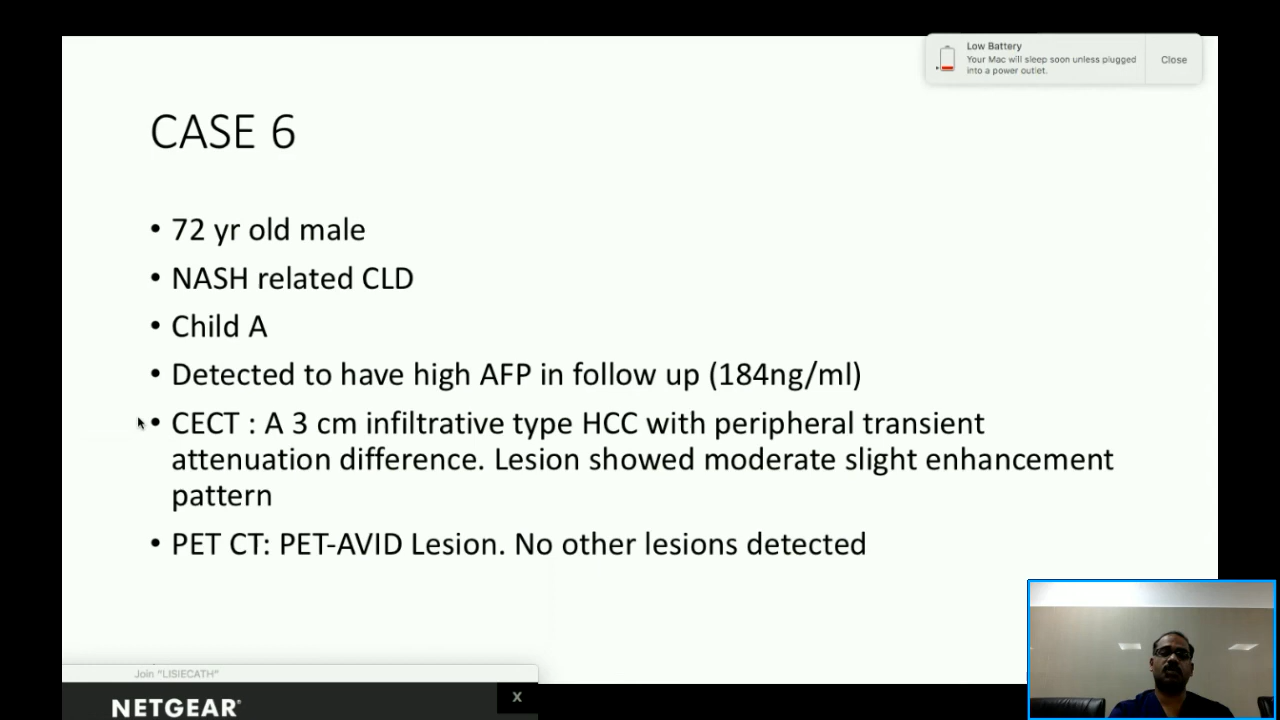 Low Battery
Your Mac will sleep soon unless plugged
into a power outlet.
Close
CASE 6
• 72 yr old male
• NASH related CLD
• Child A
• Detected to have high AFP in follow up (184ng/ml)
• CECT : A 3 cm infiltrative type HCC with peripheral transient
attenuation difference. Lesion showed moderate slight enhancement
pattern
• PET CT: PET-AVID Lesion. No other lesions detected
Join "LISIECATH"
X
NETGEAR®